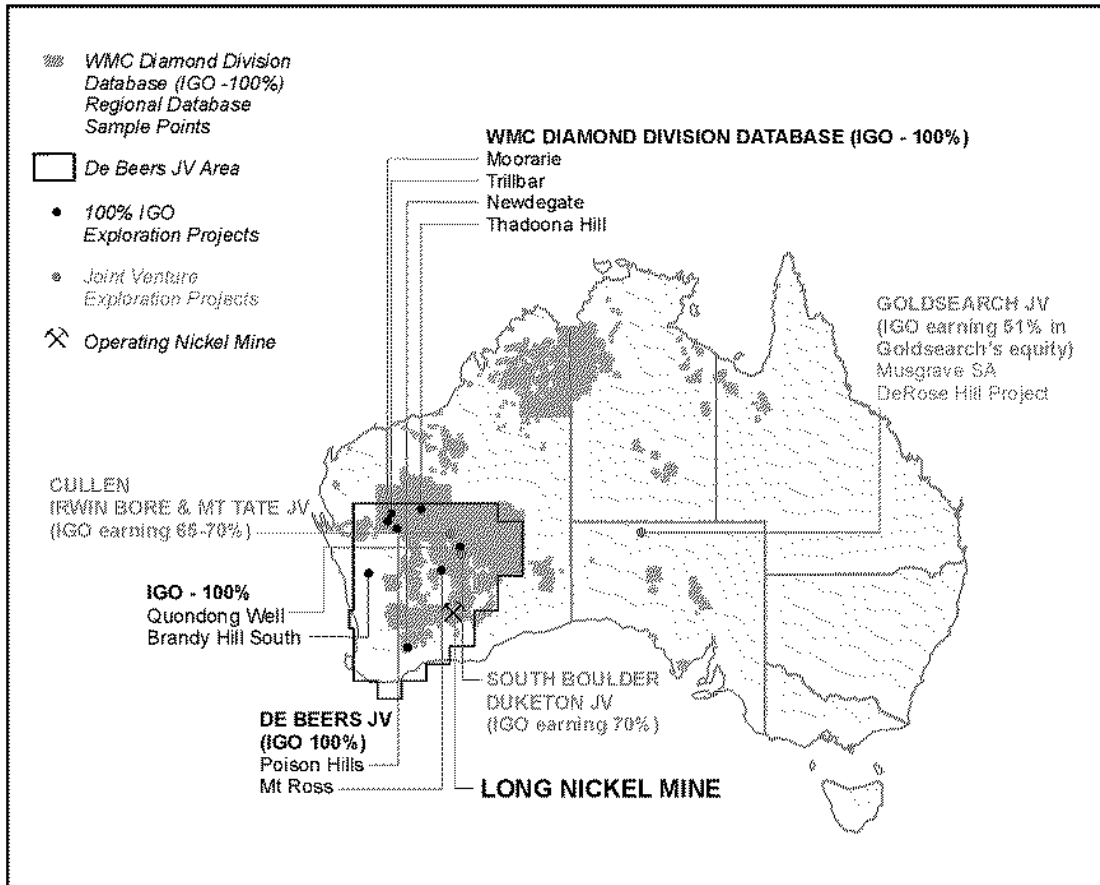 WMC Diamond Division
Database (IGO -100%)
Regional Database
Sample Points
De Beers JV Area
100% IGO
Exploration Projects
Joint Venture
Exploration Projects
Operating Nickel Mine
WMC DIAMOND DIVISION DATABASE (IGO - 100%)
Moorarie
Trillbar
Newdegate
Thadoona Hill
GOLDSEARCH JV
(IGO earning 51% in
Goldsearch's equity)
Musgrave SA
DeRose Hill Project
CULLEN
IRWIN BORE & MT TATE JV
(IGO earning 65-70%)
IGO - 100%
Quondong Well
Brandy Hill South
DE BEERS JV
(IGO 100%)
Poison Hills
Mt Ross
SOUTH BOULDER
DUKETON JV
(IGO earning 70%)
LONG NICKEL MINE